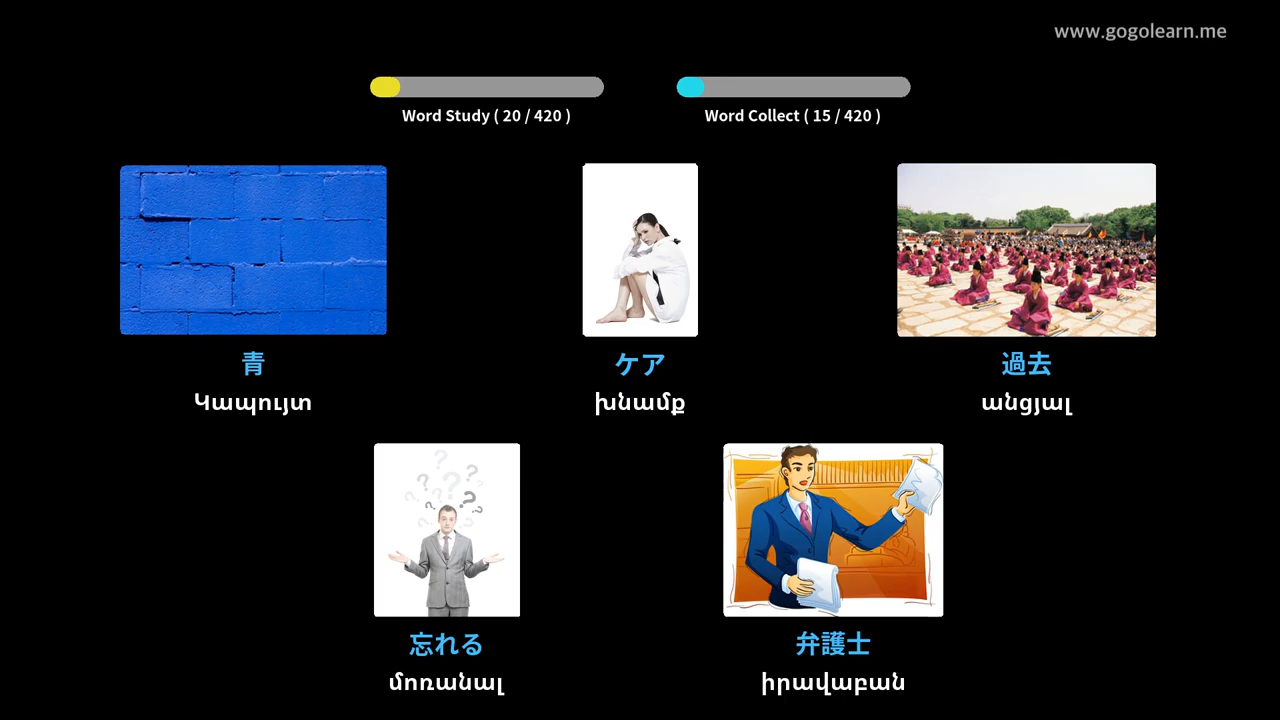 www.gogolearn.me
Word Study ( 20 / 420 )
Word Collect ( 15 / 420 )
青
ケア
過去
Կապույտ
խնամք
անցյալ
忘れる
弁護士
մոռանալ
իրավաբան